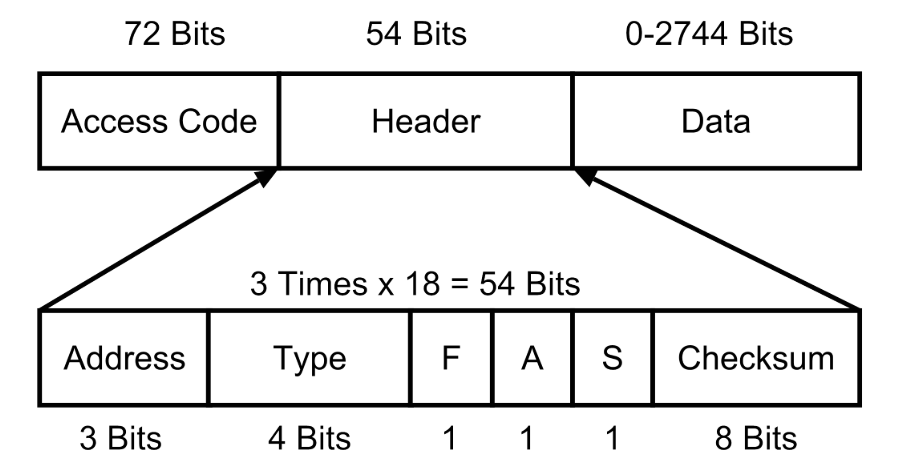 72 Bits 54 Bits 0-2744 Bits
Access Code Header Data
3 Times x 18 = 54 Bits
Address Type F A S Checksum
3 Bits 4 Bits 1 1 1 8 Bits